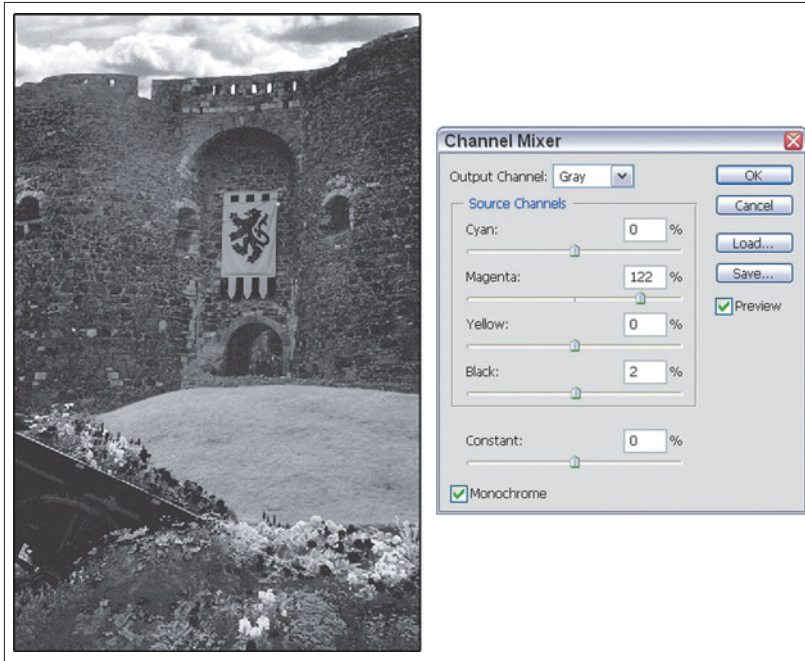 Channel Mixer
Output Channel: Gray
OK
Source Channels
Cancel
Cyan: 0 %
Load...
Magenta: 122 %
Save...
Preview
Yellow: 0 %
Black: 2 %
Constant: 0 %
Monochrome